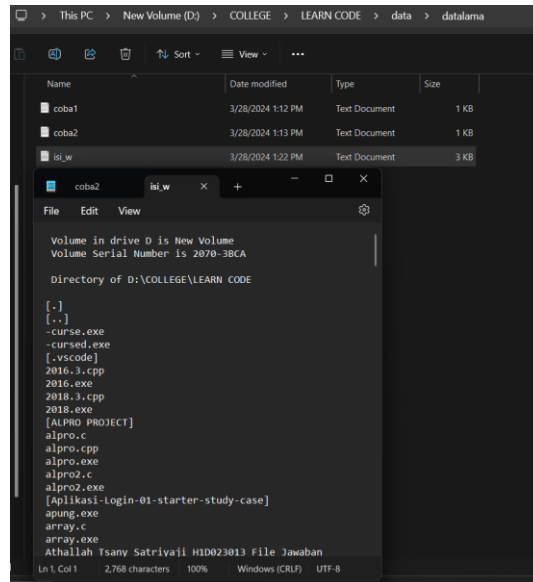 This PC > New Volume (D:) > COLLEGE > LEARN CODE > data > datalama
Sort View ...
Name Date modified Type Size
coba1 3/28/2024 1:12 PM Text Document 1 KB
coba2 3/28/2024 1:13 PM Text Document 1 KB
isi_w 3/28/2024 1:22 PM Text Document 3 KB
coba2 isi_w
File Edit View
Volume in drive D is New Volume
Volume Serial Number is 2070-3BCA
Directory of D:\COLLEGE\LEARN CODE
[.]
[..]
-curse.exe
-cursed.exe
[.vscode]
2016.3.cpp
2016.exe
2018.3.cpp
2018.exe
[ALPRO PROJECT]
alpro.c
alpro.cpp
alpro.exe
alpro2.c
alpro2.exe
[Aplikasi-Login-01-starter-study-case]
apung.exe
array.c
array.exe
Athallah Tsany Satriyaji H1D023013 File Jawaban
Ln 1, Col 1 2,768 characters 100% Windows (CRLF) UTF-8